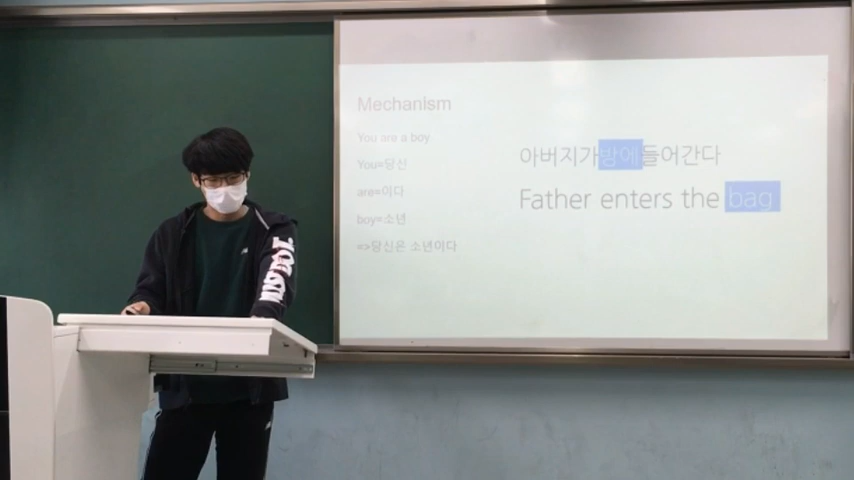 Mechanism
You are a boy
You=당신
are=이다
boy=소년
=>당신은 소년이다
아버지가방에들어간다
Father enters the bag